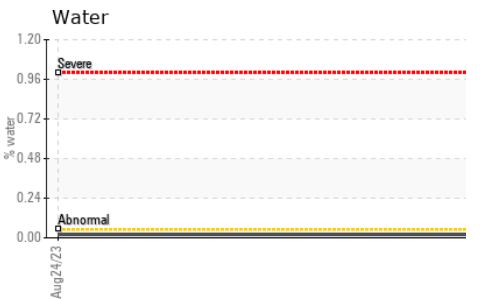 Water
1.20
Severe
0.96
0.72
% water
0.48
0.24
Abnormal
0.00
Aug24/23